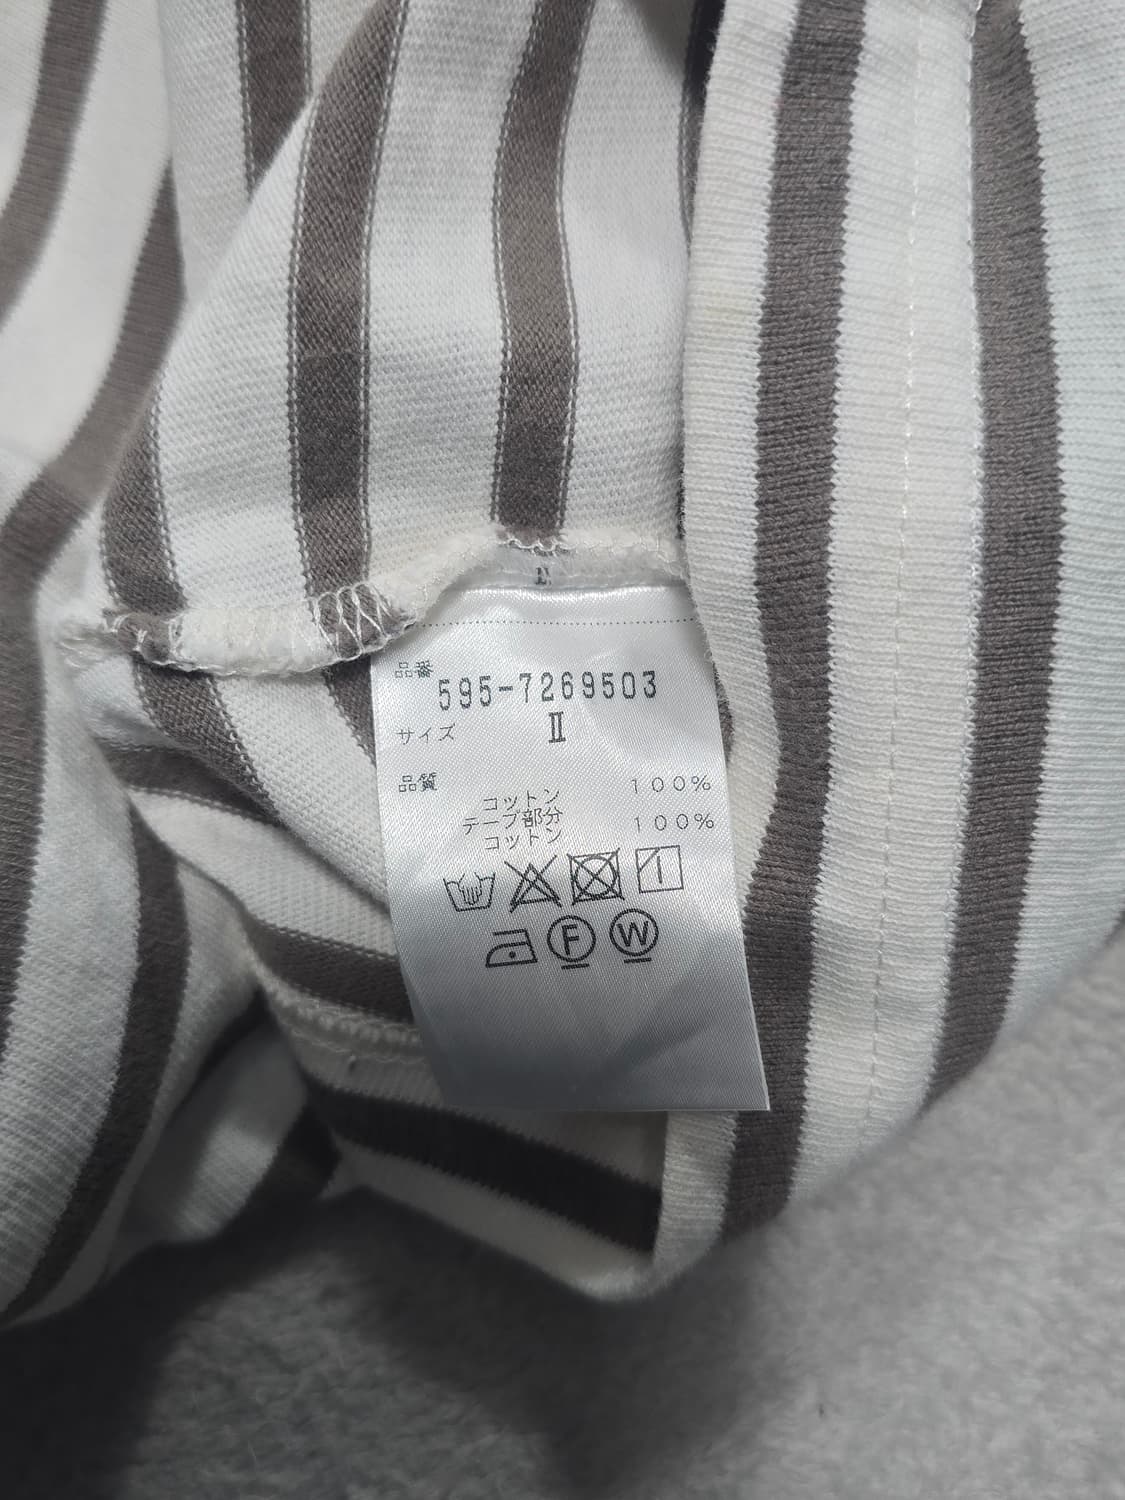 品番
595-7269503
サイズ
Ⅱ
品質
コットン 100%
テープ部分
コットン 100%
F W